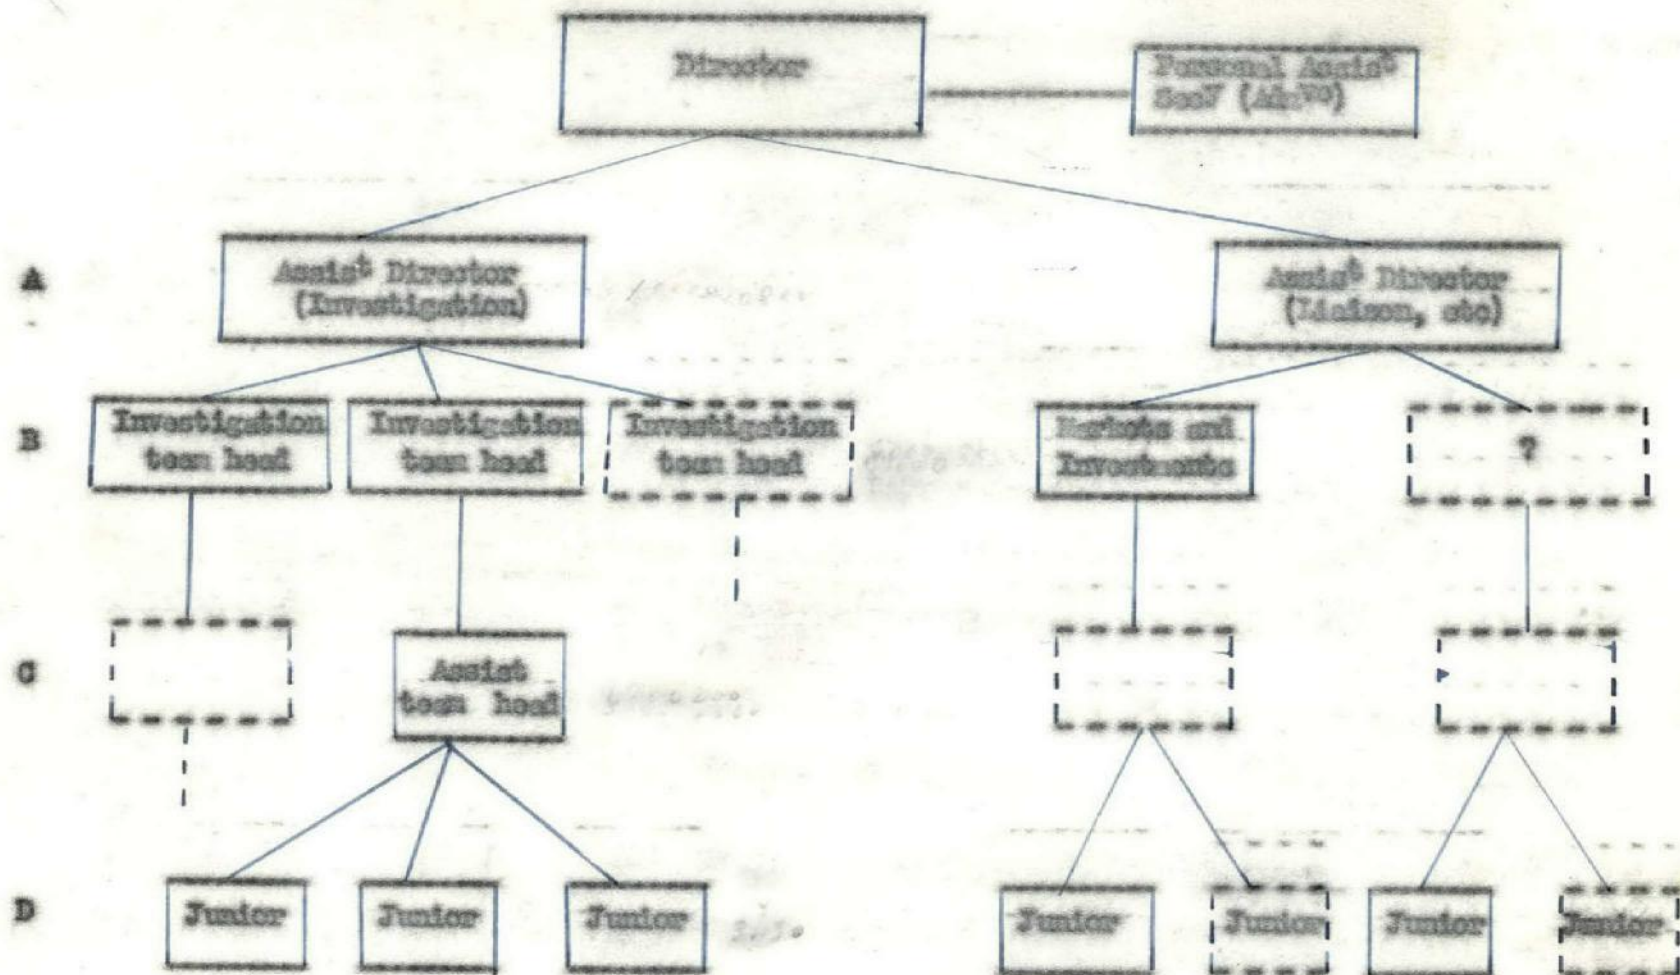 Director
Personal Assist
Secy (Admve)
A
Assist Director
(Investigation)
Assist Director
(Liaison, etc)
B
Investigation
team head
Investigation
team head
Investigation
team head
Markets and
Investments
?
C
Assist
team head
D
Junior
Junior
Junior
Junior
Junior
Junior
Junior